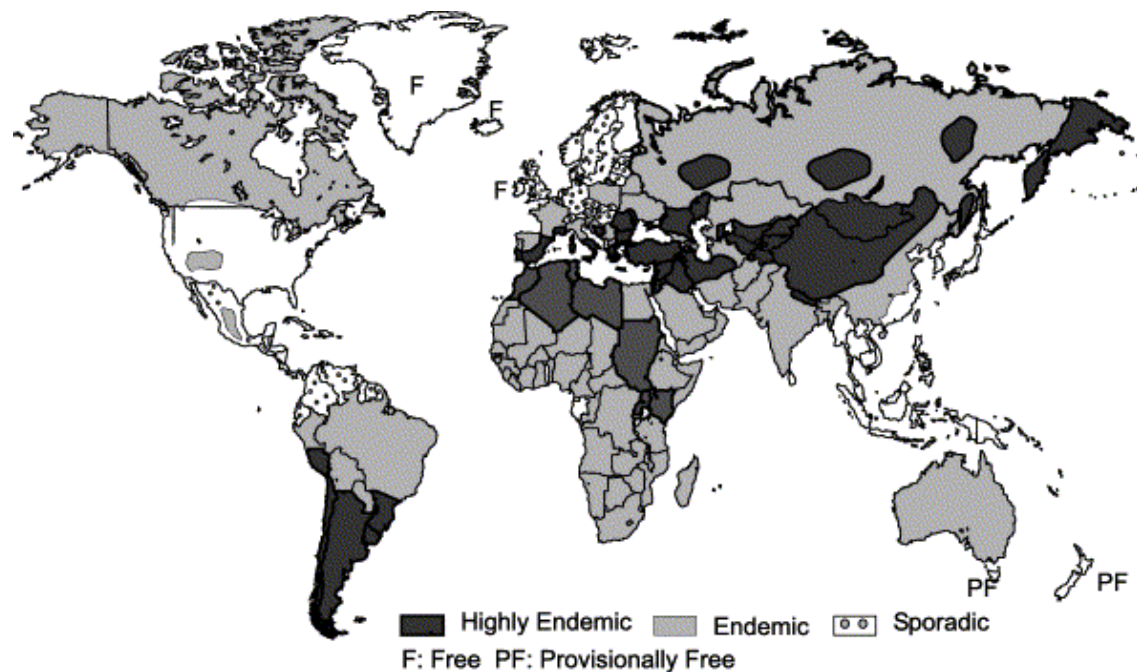 F
F
F
PF
PF
Highly Endemic Endemic Sporadic
F: Free PF: Provisionally Free